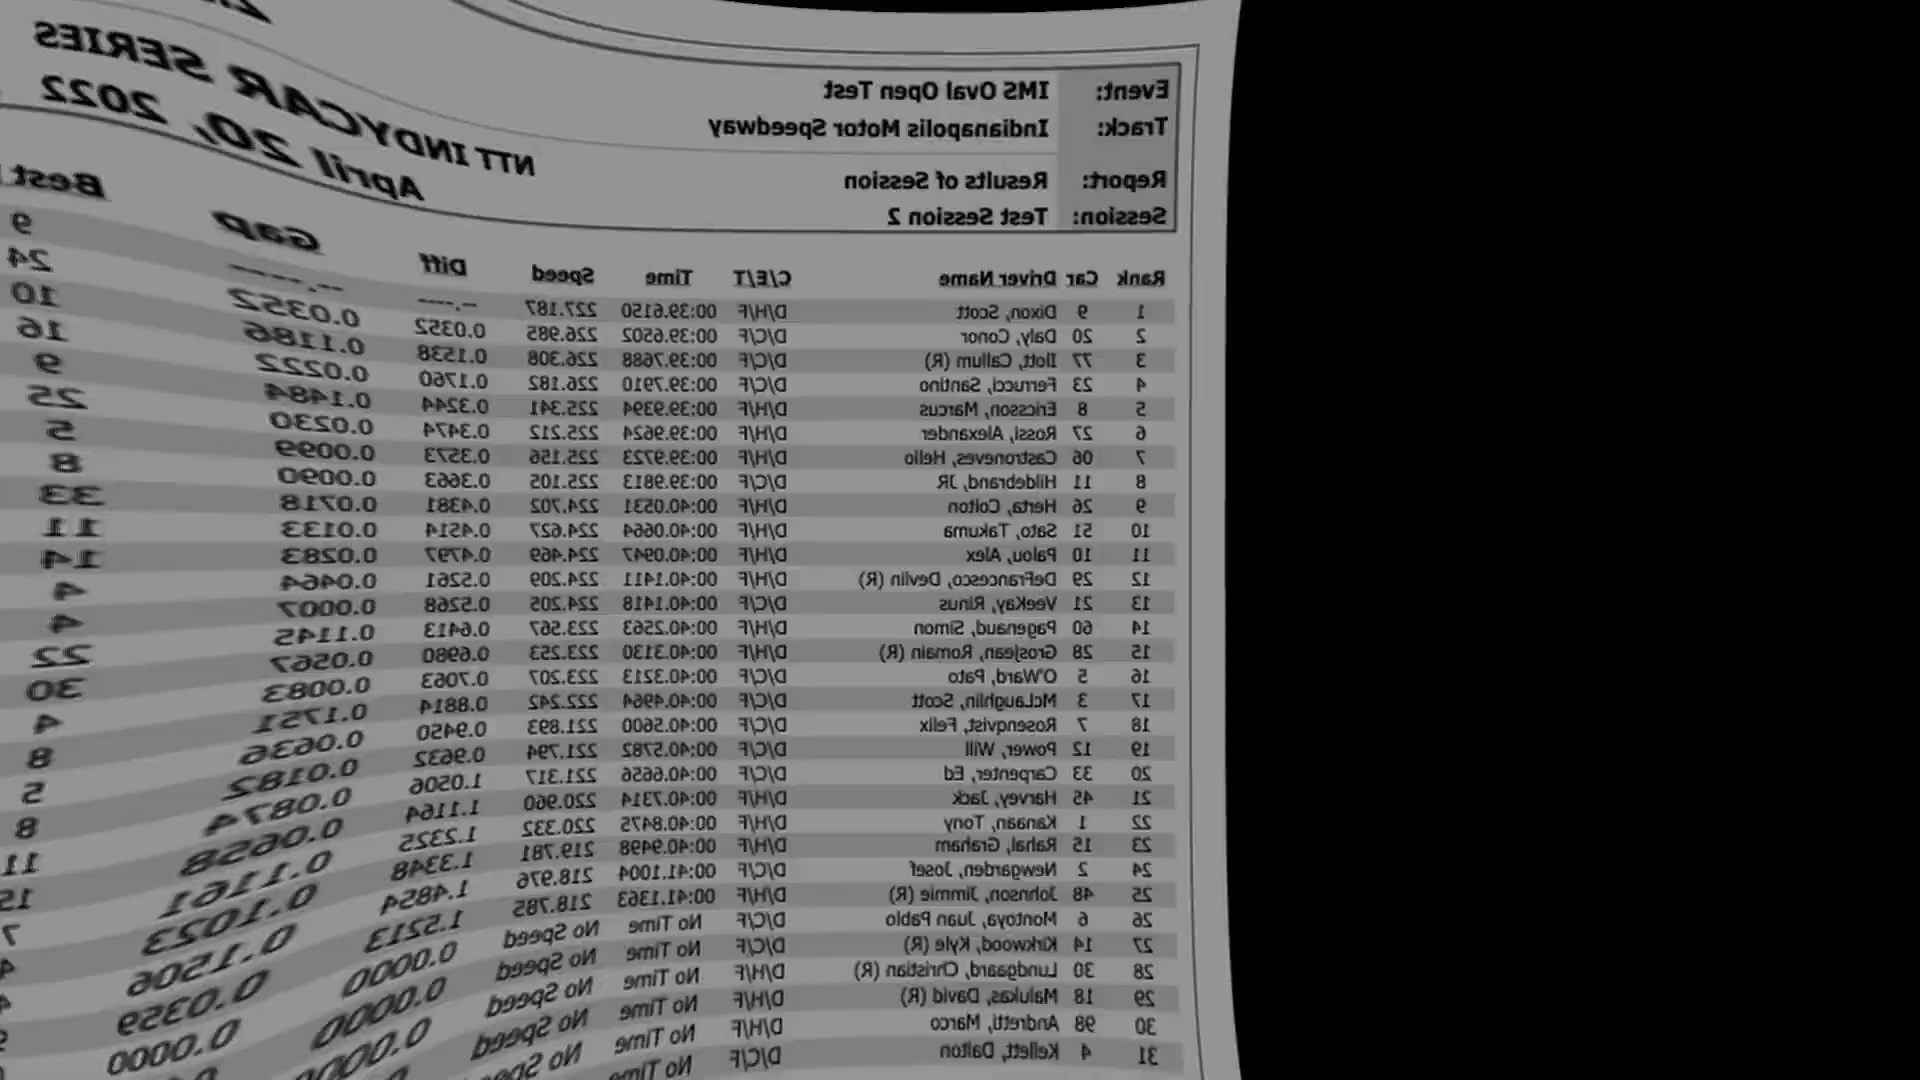 NTT INDYCAR SERIES
April 20, 2022
Event: IMS Oval Open Test
Track: Indianapolis Motor Speedway
Report: Results of Session
Session: Test Session 2
Rank Car Driver Name C/E/T Time Speed Diff Gap Best
1 9 Dixon, Scott D/H/F 00:39.6150 227.187 -.---- -.---- 9
2 20 Daly, Conor D/C/F 00:39.6502 226.985 0.0352 0.0352 24
3 77 Ilott, Callum (R) D/C/F 00:39.7688 226.308 0.1538 0.1186 10
4 23 Ferrucci, Santino D/C/F 00:39.7910 226.182 0.1760 0.0222 16
5 8 Ericsson, Marcus D/H/F 00:39.9394 225.341 0.3244 0.1484 9
6 27 Rossi, Alexander D/H/F 00:39.9624 225.212 0.3474 0.0230 25
7 06 Castroneves, Helio D/H/F 00:39.9723 225.156 0.3573 0.0099 5
8 11 Hildebrand, JR D/C/F 00:39.9813 225.105 0.3663 0.0090 8
9 26 Herta, Colton D/H/F 00:40.0531 224.702 0.4381 0.0718 33
10 51 Sato, Takuma D/H/F 00:40.0664 224.627 0.4514 0.0133 11
11 10 Palou, Alex D/H/F 00:40.0947 224.469 0.4797 0.0283 14
12 29 DeFrancesco, Devlin (R) D/H/F 00:40.1411 224.209 0.5261 0.0464 4
13 21 VeeKay, Rinus D/C/F 00:40.1418 224.205 0.5268 0.0007 4
14 60 Pagenaud, Simon D/H/F 00:40.2563 223.567 0.6413 0.1145 22
15 28 Grosjean, Romain (R) D/H/F 00:40.3130 223.253 0.6980 0.0567 30
16 5 O'Ward, Pato D/C/F 00:40.3213 223.207 0.7063 0.0083 4
17 3 McLaughlin, Scott D/C/F 00:40.4964 222.242 0.8814 0.1751 8
18 7 Rosenqvist, Felix D/C/F 00:40.5600 221.893 0.9450 0.0636 5
19 12 Power, Will D/C/F 00:40.5782 221.794 0.9632 0.0182 8
20 33 Carpenter, Ed D/C/F 00:40.6656 221.317 1.0506 0.0874 11
21 45 Harvey, Jack D/H/F 00:40.7314 220.960 1.1164 0.0658 15
22 1 Kanaan, Tony D/H/F 00:40.8475 220.332 1.2325 0.1161 7
23 15 Rahal, Graham D/H/F 00:40.9498 219.781 1.3348 0.1023 4
24 2 Newgarden, Josef D/C/F 00:41.1004 218.976 1.4854 0.1506
25 48 Johnson, Jimmie (R) D/H/F 00:41.1363 218.785 1.5213 0.0359
26 6 Montoya, Juan Pablo D/C/F No Time No Speed 0.0000 0.0000
27 14 Kirkwood, Kyle (R) D/C/F No Time No Speed 0.0000
28 30 Lundgaard, Christian (R) D/H/F No Time No Speed 0.0000
29 18 Malukas, David (R) D/H/F No Time No Speed
30 98 Andretti, Marco D/H/F No Time No Speed
31 4 Kellett, Dalton D/C/F No Time